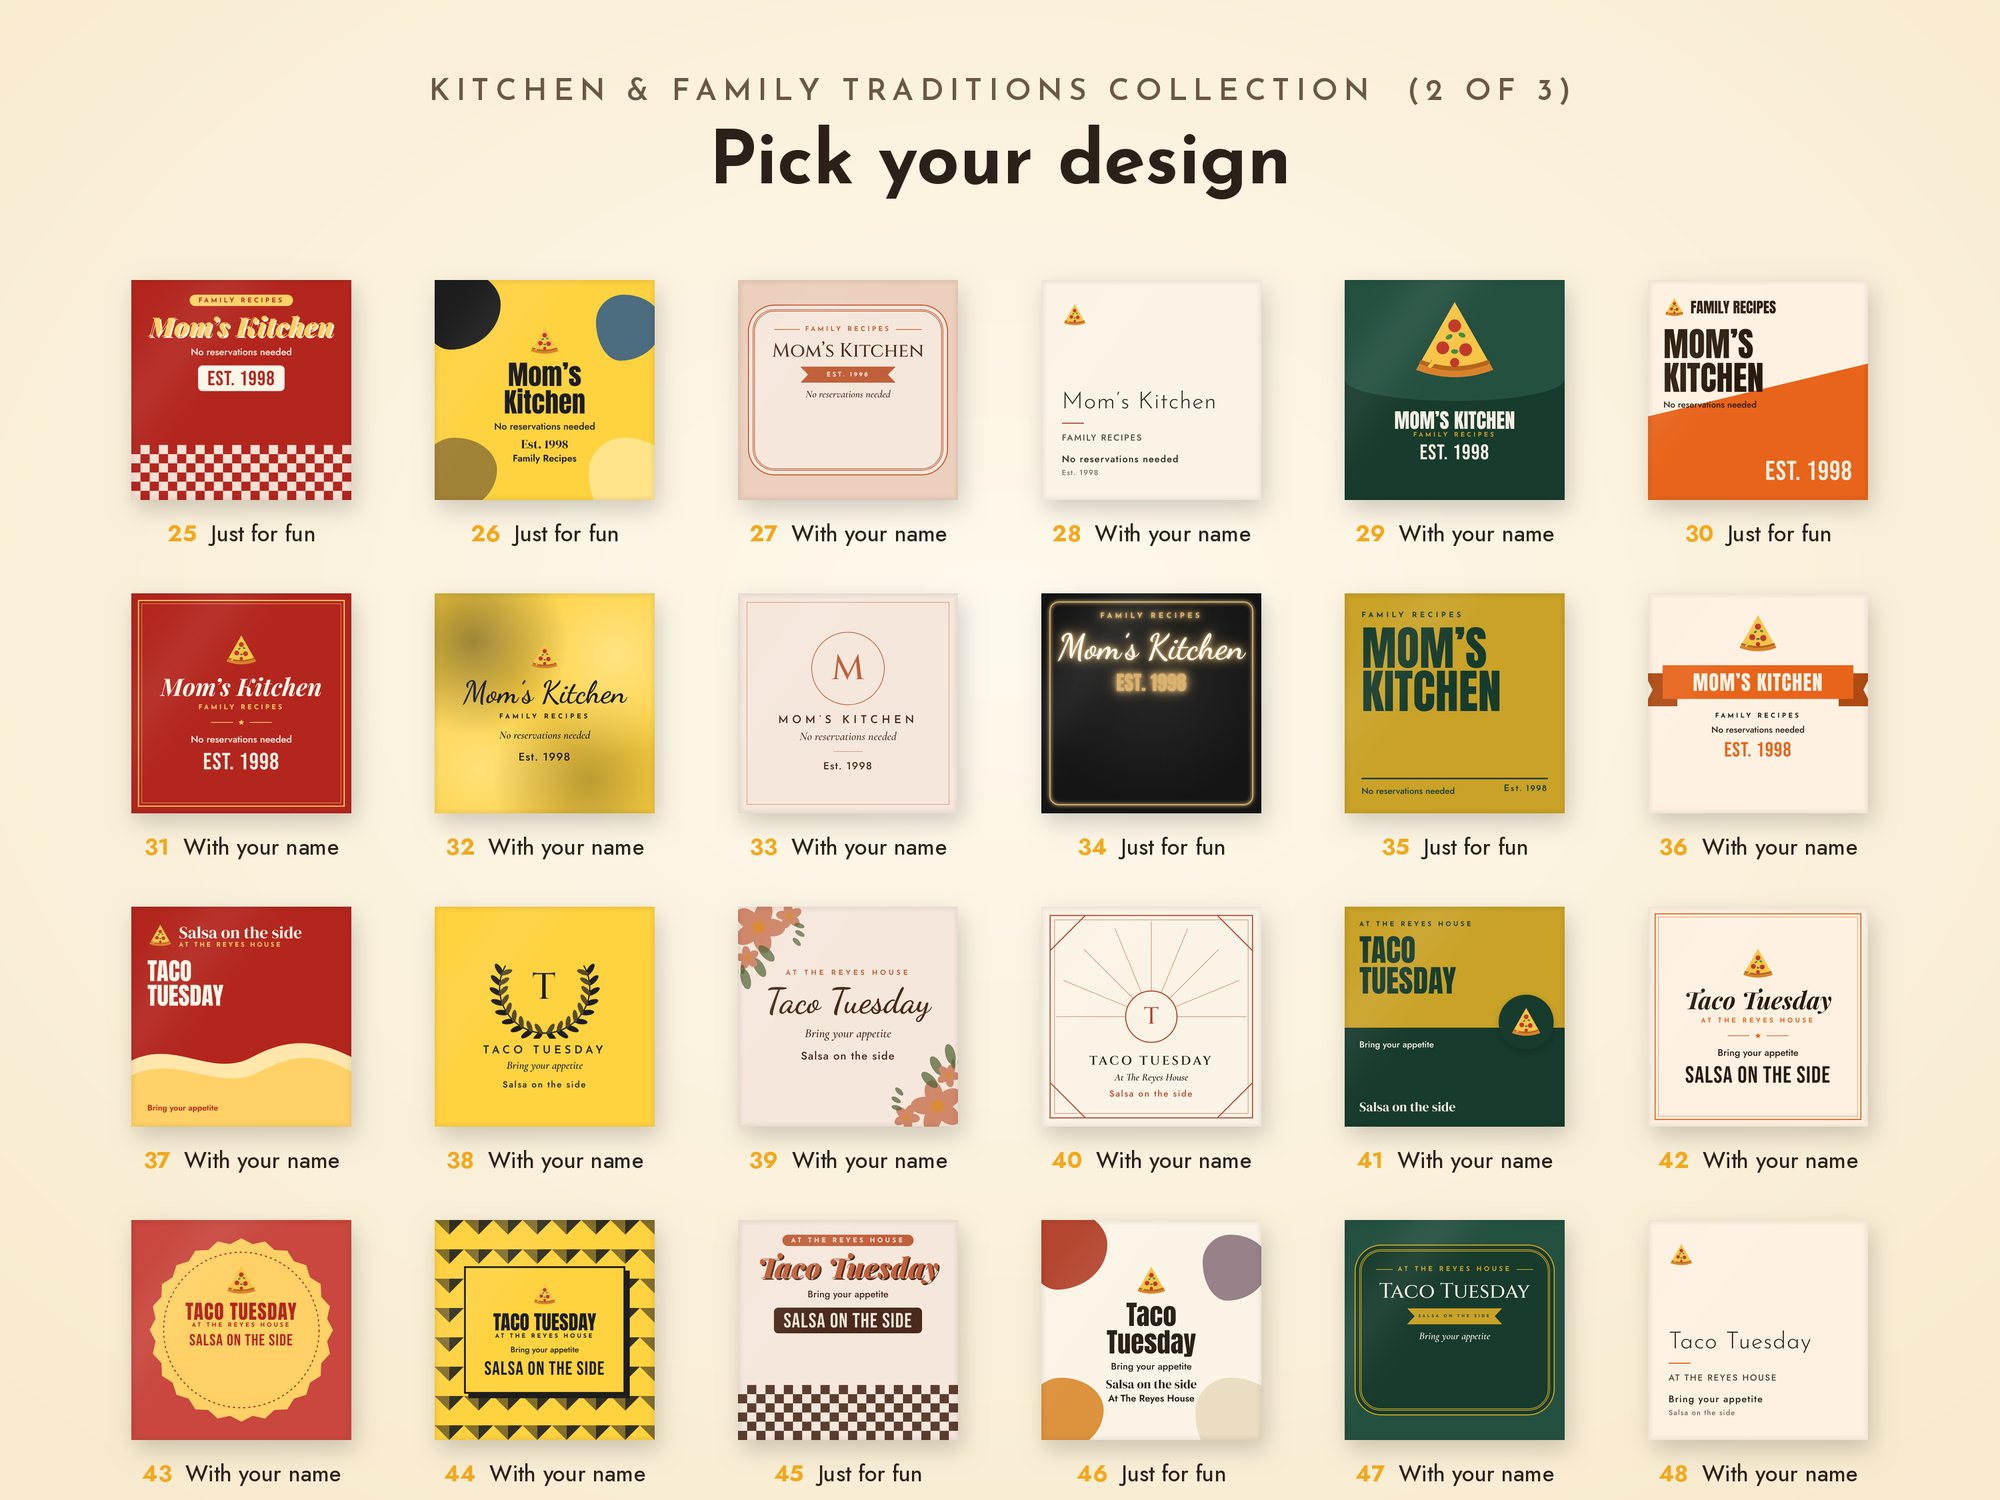 KITCHEN & FAMILY TRADITIONS COLLECTION (2 OF 3)
Pick your design
FAMILY RECIPES
Mom's Kitchen
No reservations needed
EST. 1998
25 Just for fun
Mom's
Kitchen
No reservations needed
Est. 1998
Family Recipes
26 Just for fun
FAMILY RECIPES
MOM'S KITCHEN
EST. 1998
No reservations needed
27 With your name
Mom's Kitchen
FAMILY RECIPES
No reservations needed
Est. 1998
28 With your name
MOM'S KITCHEN
FAMILY RECIPES
EST. 1998
29 With your name
FAMILY RECIPES
MOM'S
KITCHEN
No reservations needed
EST. 1998
30 Just for fun
Mom's Kitchen
FAMILY RECIPES
No reservations needed
EST. 1998
31 With your name
Mom's Kitchen
FAMILY RECIPES
No reservations needed
Est. 1998
32 With your name
M
MOM'S KITCHEN
No reservations needed
Est. 1998
33 With your name
FAMILY RECIPES
Mom's Kitchen
EST. 1998
34 Just for fun
FAMILY RECIPES
MOM'S
KITCHEN
No reservations needed
Est. 1998
35 Just for fun
MOM'S KITCHEN
FAMILY RECIPES
No reservations needed
EST. 1998
36 With your name
Salsa on the side
AT THE REYES HOUSE
TACO
TUESDAY
Bring your appetite
37 With your name
T
TACO TUESDAY
Bring your appetite
Salsa on the side
38 With your name
AT THE REYES HOUSE
Taco Tuesday
Bring your appetite
Salsa on the side
39 With your name
T
TACO TUESDAY
At The Reyes House
Salsa on the side
40 With your name
AT THE REYES HOUSE
TACO
TUESDAY
Bring your appetite
Salsa on the side
41 With your name
Taco Tuesday
AT THE REYES HOUSE
Bring your appetite
SALSA ON THE SIDE
42 With your name
TACO TUESDAY
AT THE REYES HOUSE
SALSA ON THE SIDE
43 With your name
TACO TUESDAY
AT THE REYES HOUSE
Bring your appetite
SALSA ON THE SIDE
44 With your name
AT THE REYES HOUSE
Taco Tuesday
Bring your appetite
SALSA ON THE SIDE
45 Just for fun
Taco
Tuesday
Bring your appetite
Salsa on the side
At The Reyes House
46 Just for fun
AT THE REYES HOUSE
TACO TUESDAY
SALSA ON THE SIDE
Bring your appetite
47 With your name
Taco Tuesday
AT THE REYES HOUSE
Bring your appetite
Salsa on the side
48 With your name